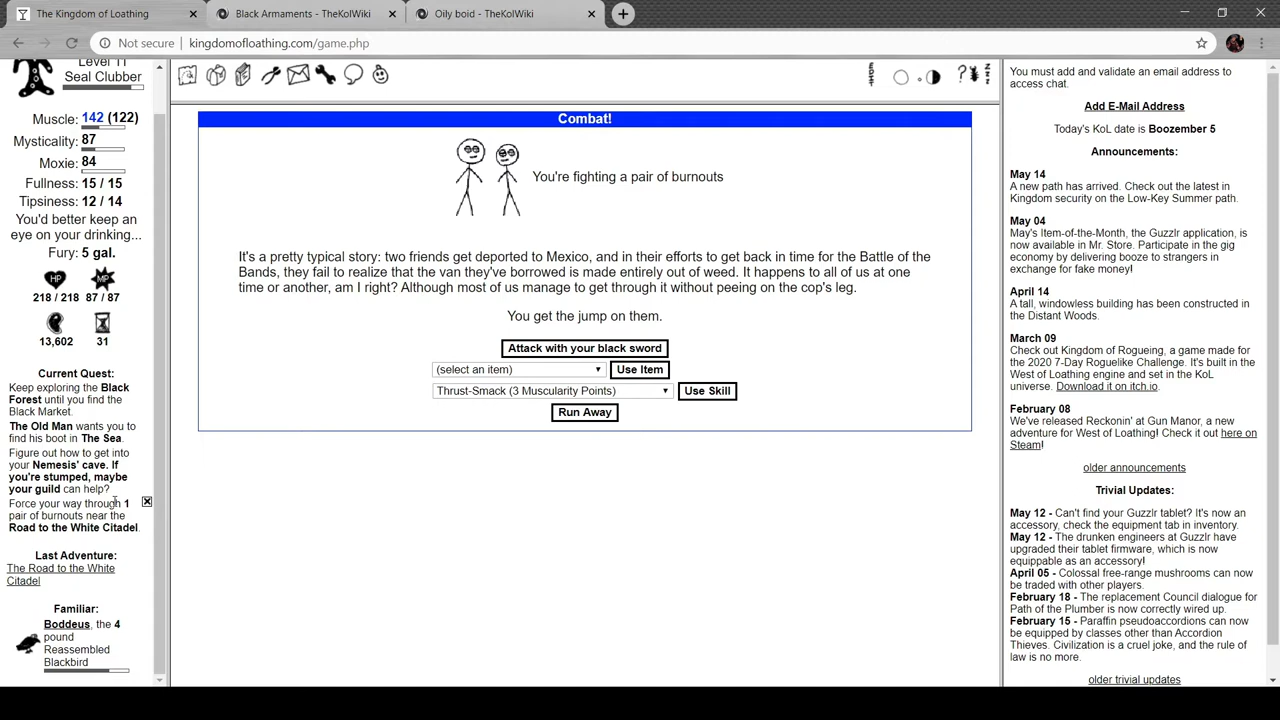 The Kingdom of Loathing
Black Armaments - TheKolWiki
Oily boid - TheKolWiki
Not secure
kingdomofloathing.com/game.php
Level 11
Seal Clubber
Muscle: 142 (122)
Mysticality: 87
Moxie: 84
Fullness: 15 / 15
Tipsiness: 12 / 14
You'd better keep an
eye on your drinking...
Fury: 5 gal.
HP
MP
218 / 218
87 / 87
13,602
31
Current Quest:
Keep exploring the Black
Forest until you find the
Black Market.
The Old Man wants you to
find his boot in The Sea.
Figure out how to get into
your Nemesis' cave. If
you're stumped, maybe
your guild can help?
Force your way through 1
pair of burnouts near the
Road to the White Citadel.
Last Adventure:
The Road to the White
Citadel
Familiar:
Boddeus, the 4
pound
Reassembled
Blackbird
Combat!
You're fighting a pair of burnouts
It's a pretty typical story: two friends get deported to Mexico, and in their efforts to get back in time for the Battle of the
Bands, they fail to realize that the van they've borrowed is made entirely out of weed. It happens to all of us at one
time or another, am I right? Although most of us manage to get through it without peeing on the cop's leg.
You get the jump on them.
Attack with your black sword
(select an item)
Use Item
Thrust-Smack (3 Muscularity Points)
Use Skill
Run Away
You must add and validate an email address to
access chat.
Add E-Mail Address
Today's KoL date is Boozember 5
Announcements:
May 14
A new path has arrived. Check out the latest in
Kingdom security on the Low-Key Summer path.
May 04
May's Item-of-the-Month, the Guzzlr application, is
now available in Mr. Store. Participate in the gig
economy by delivering booze to strangers in
exchange for fake money!
April 14
A tall, windowless building has been constructed in
the Distant Woods.
March 09
Check out Kingdom of Rogueing, a game made for
the 2020 7-Day Roguelike Challenge. It's built in the
West of Loathing engine and set in the KoL
universe. Download it on itch.io.
February 08
We've released Reckonin' at Gun Manor, a new
adventure for West of Loathing! Check it out here on
Steam!
older announcements
Trivial Updates:
May 12 - Can't find your Guzzlr tablet? It's now an
accessory, check the equipment tab in inventory.
May 12 - The drunken engineers at Guzzlr have
upgraded their tablet firmware, which is now
equippable as an accessory!
April 05 - Colossal free-range mushrooms can now
be traded with other players.
February 18 - The replacement Council dialogue for
Path of the Plumber is now correctly wired up.
February 15 - Paraffin pseudoaccordions can now
be equipped by classes other than Accordion
Thieves. Civilization is a cruel joke, and the rule of
law is no more.
older trivial updates